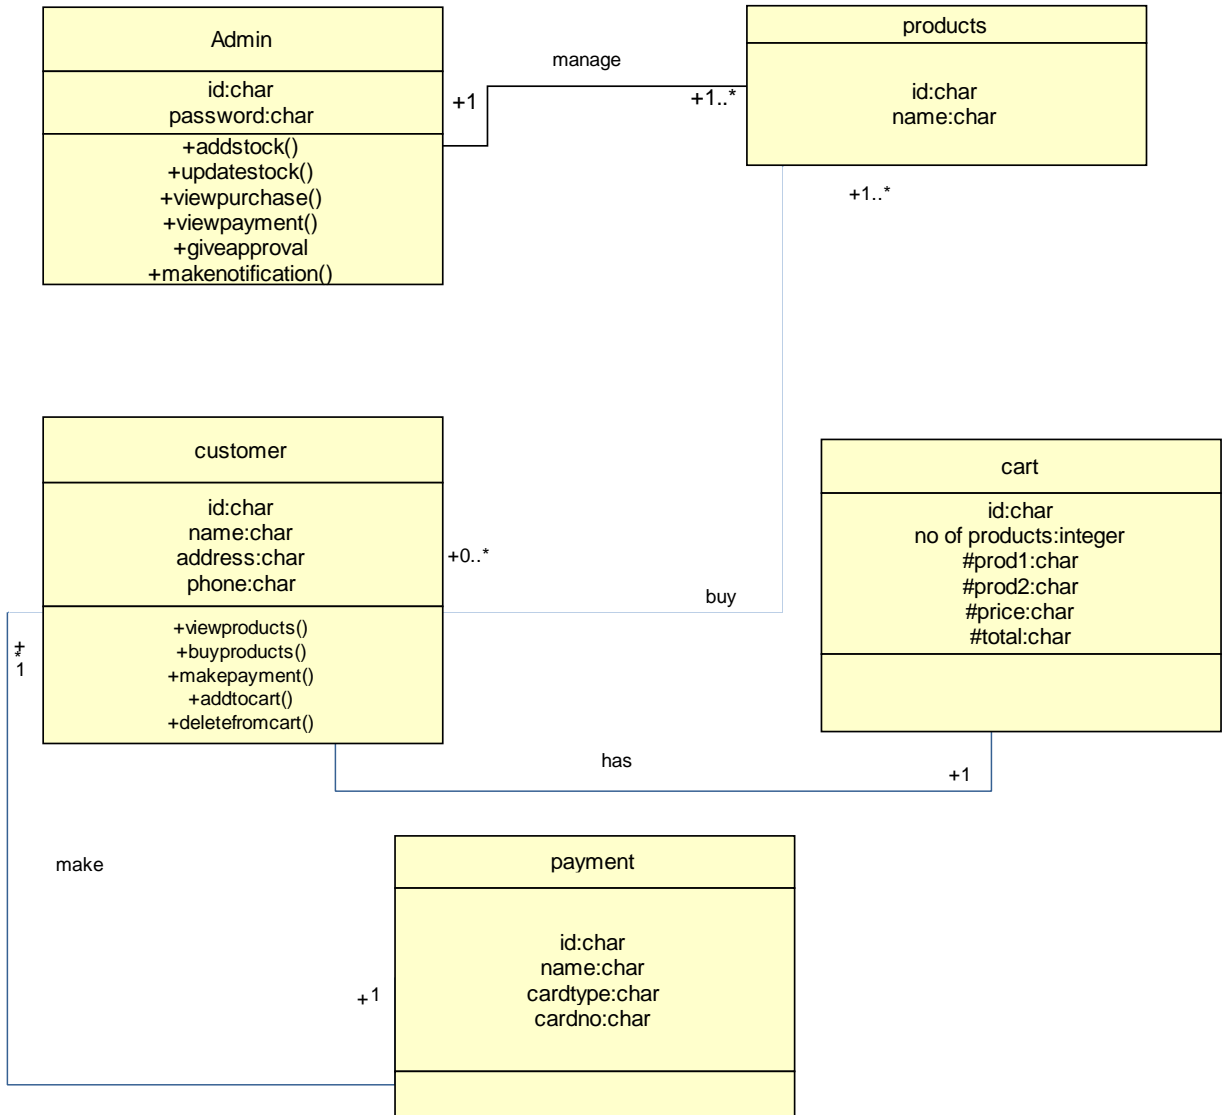 Admin
id:char
password:char
+addstock()
+updatestock()
+viewpurchase()
+viewpayment()
+giveapproval
+makenotification()
manage
+1
+1..*
products
id:char
name:char
+1..*
customer
id:char
name:char
address:char
phone:char
+viewproducts()
+buyproducts()
+makepayment()
+addtocart()
+deletefromcart()
+0..*
buy
cart
id:char
no of products:integer
#prod1:char
#prod2:char
#price:char
#total:char
+
*
1
has
+1
make
payment
id:char
name:char
cardtype:char
cardno:char
+1